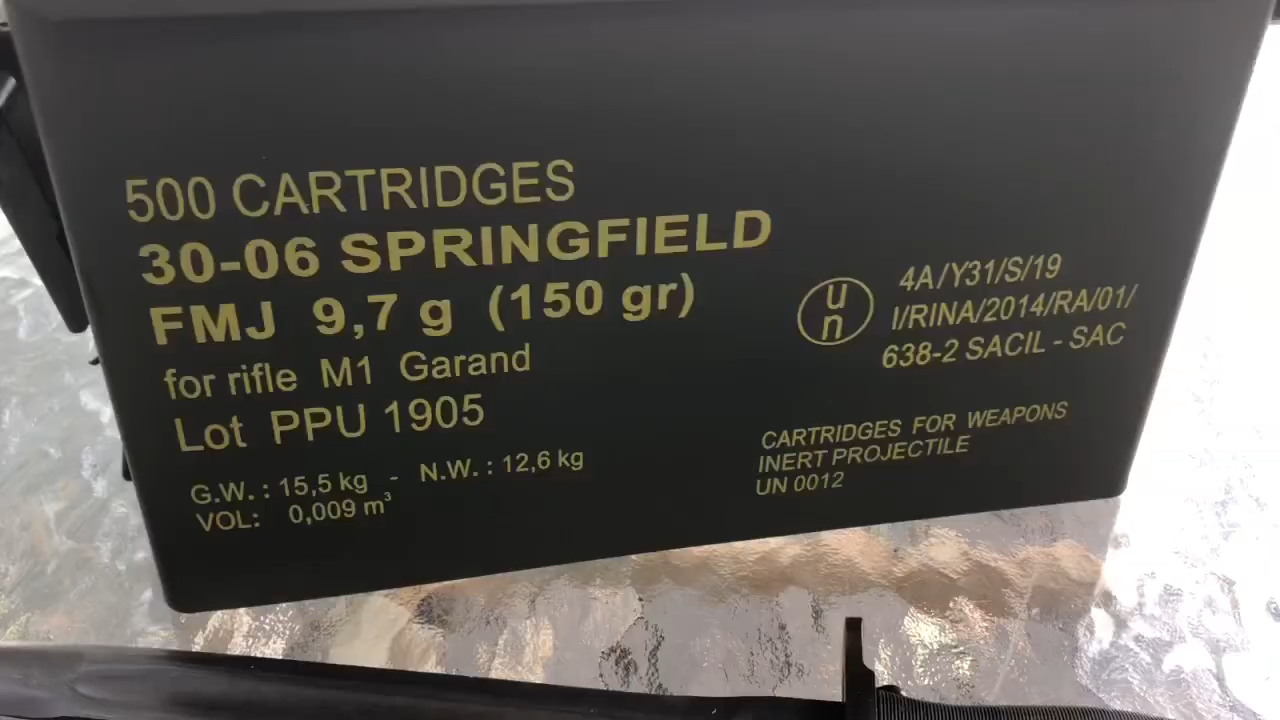 500 CARTRIDGES
30-06 SPRINGFIELD
FMJ 9,7 g (150 gr)
for rifle M1 Garand
Lot PPU 1905
G.W. : 15,5 kg - N.W. : 12,6 kg
VOL: 0,009 m³
un
4A/Y31/S/19
I/RINA/2014/RA/01/
638-2 SACIL - SAC
CARTRIDGES FOR WEAPONS
INERT PROJECTILE
UN 0012